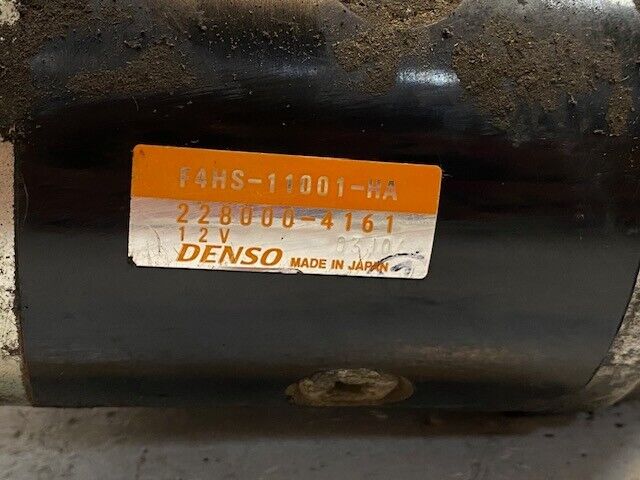 F4HS-11001-HA
228000-4161
12V
DENSO MADE IN JAPAN